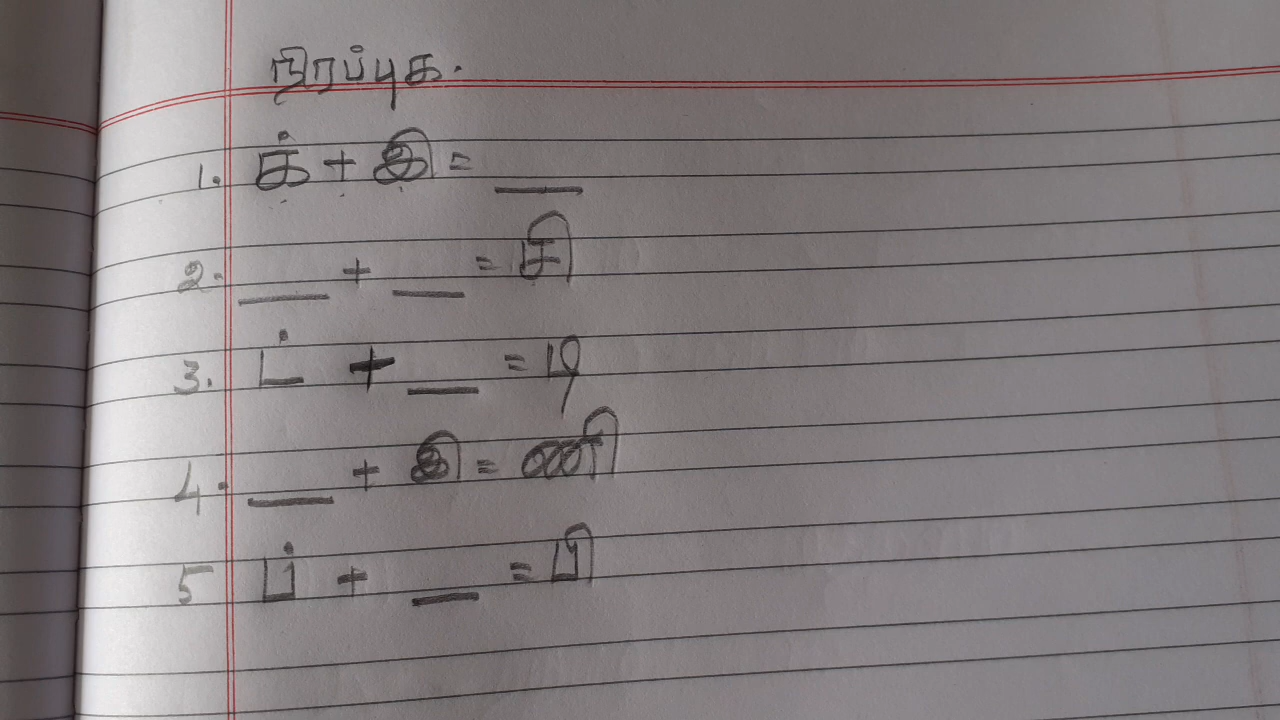 நிரப்புக.
1. க் + இ = ___
2. ___ + ___ = சி
3. ட் + ___ = டி
4. ___ + இ = ணி
5 ப் + ___ = பி